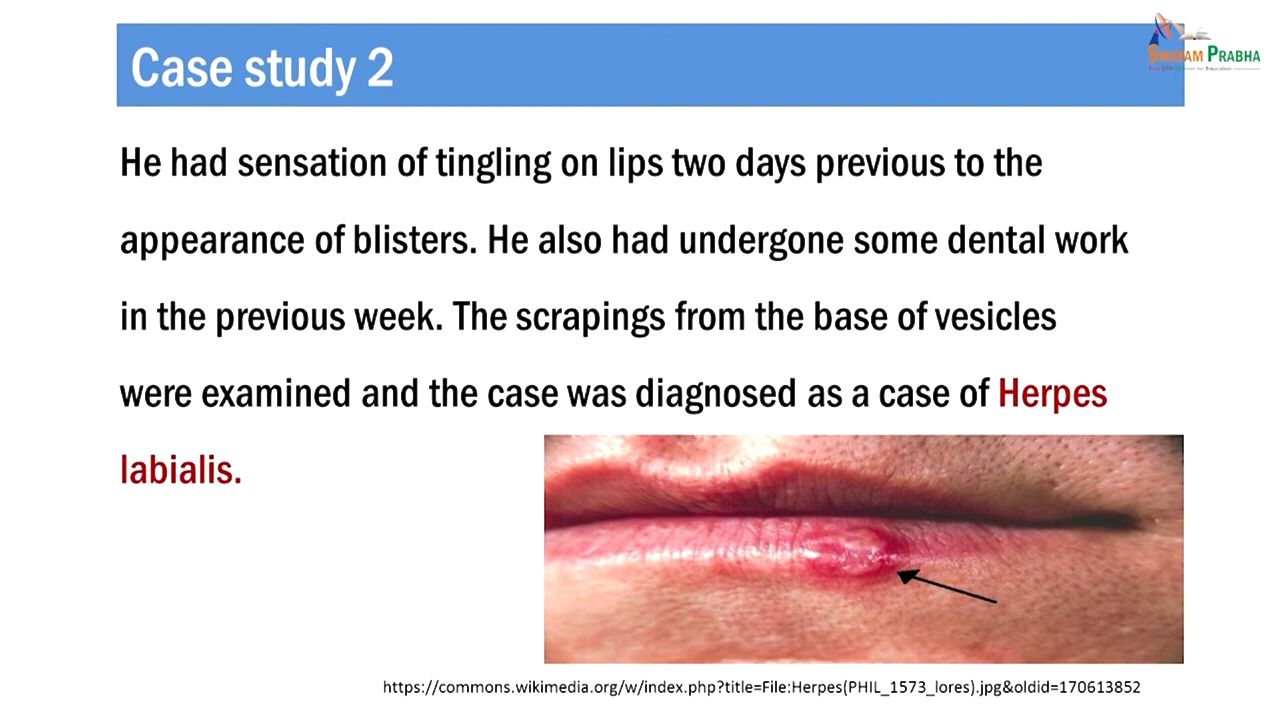 Case study 2
SWAYAM PRABHA
He had sensation of tingling on lips two days previous to the
appearance of blisters. He also had undergone some dental work
in the previous week. The scrapings from the base of vesicles
were examined and the case was diagnosed as a case of Herpes
labialis.
https://commons.wikimedia.org/w/index.php?title=File:Herpes(PHIL_1573_lores).jpg&oldid=170613852